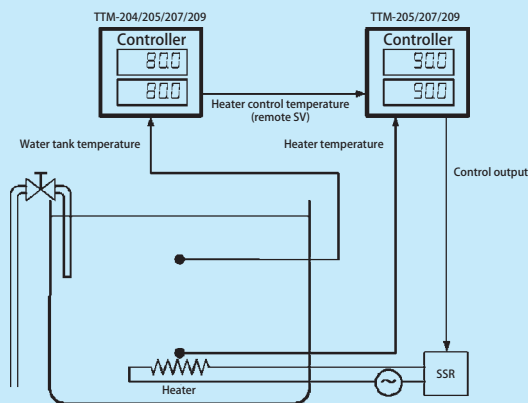 TTM-204/205/207/209
TTM-205/207/209
Controller
80.0
80.0
Controller
90.0
90.0
Heater control temperature
(remote SV)
Water tank temperature
Heater temperature
Control output
SSR
Heater